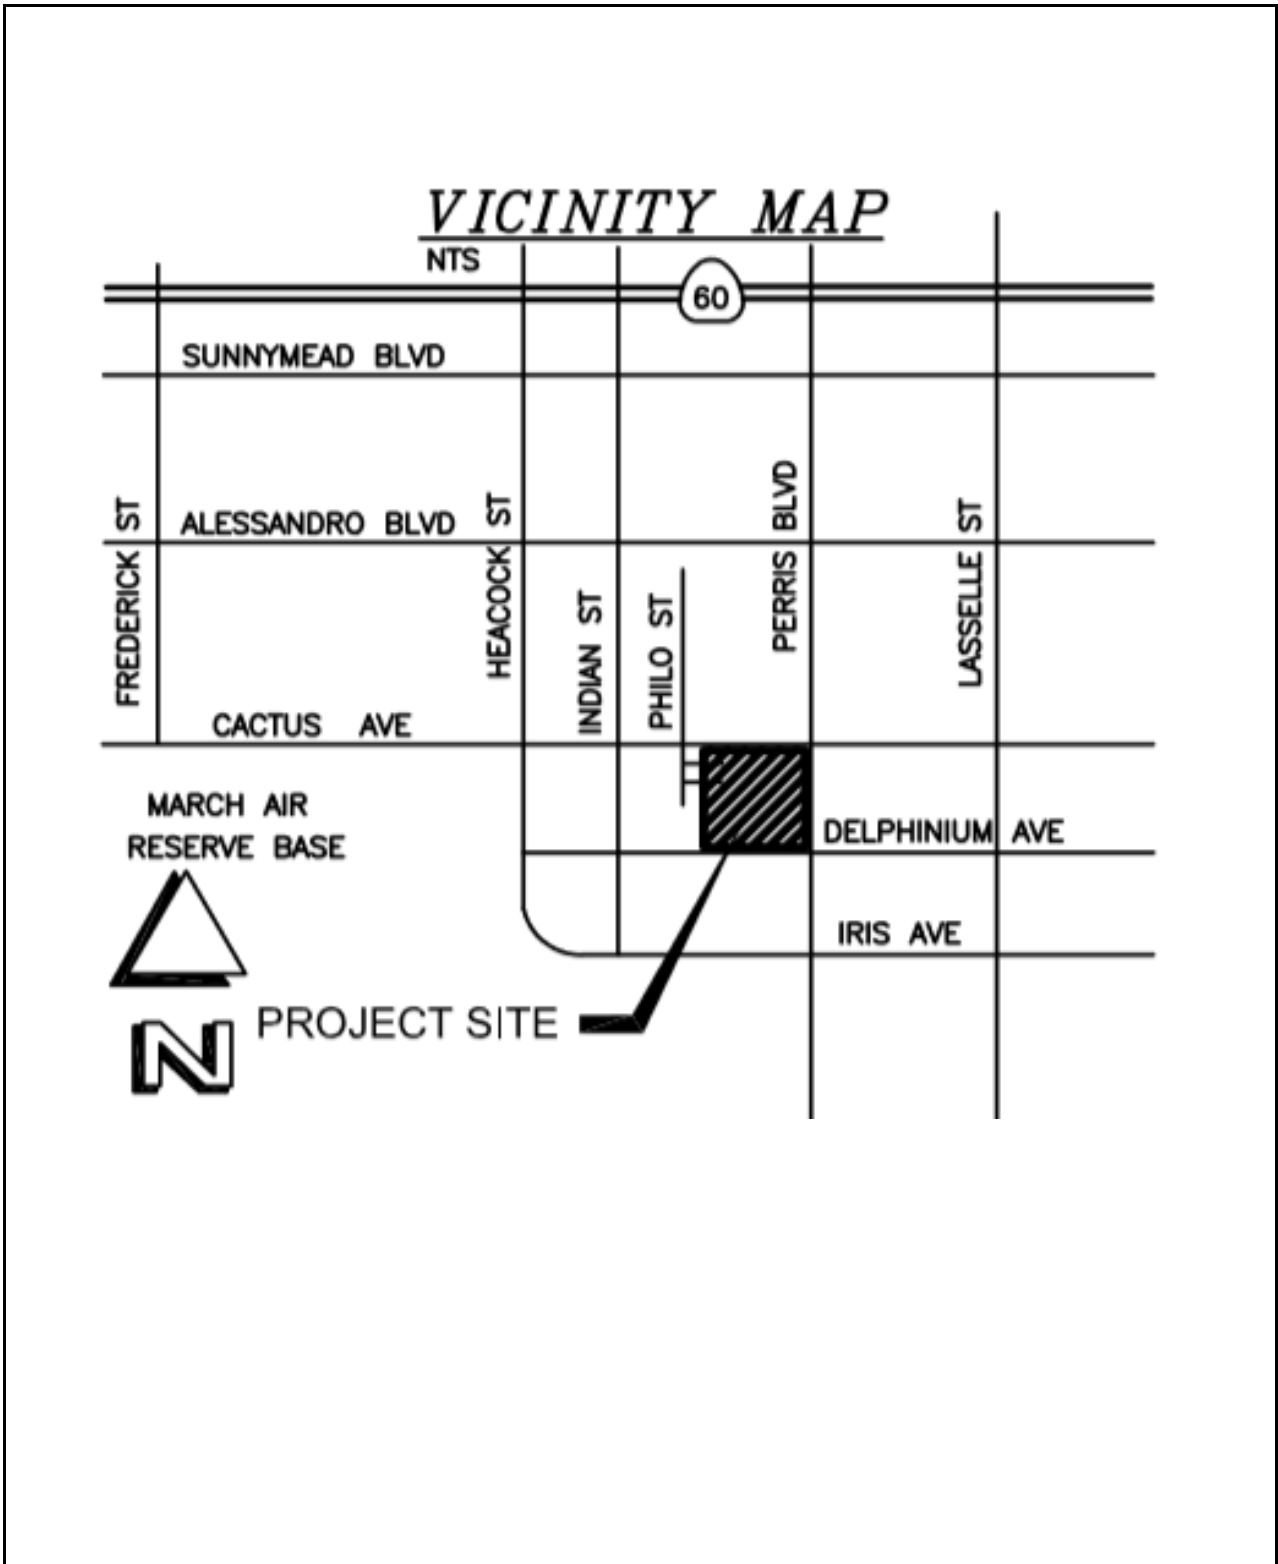 VICINITY MAP
NTS
60
SUNNYMEAD BLVD
FREDERICK ST
ALESSANDRO BLVD
HEACOCK ST
INDIAN ST
PHILO ST
PERRIS BLVD
LASSELLE ST
CACTUS AVE
MARCH AIR
RESERVE BASE
DELPHINIUM AVE
IRIS AVE
PROJECT SITE
N